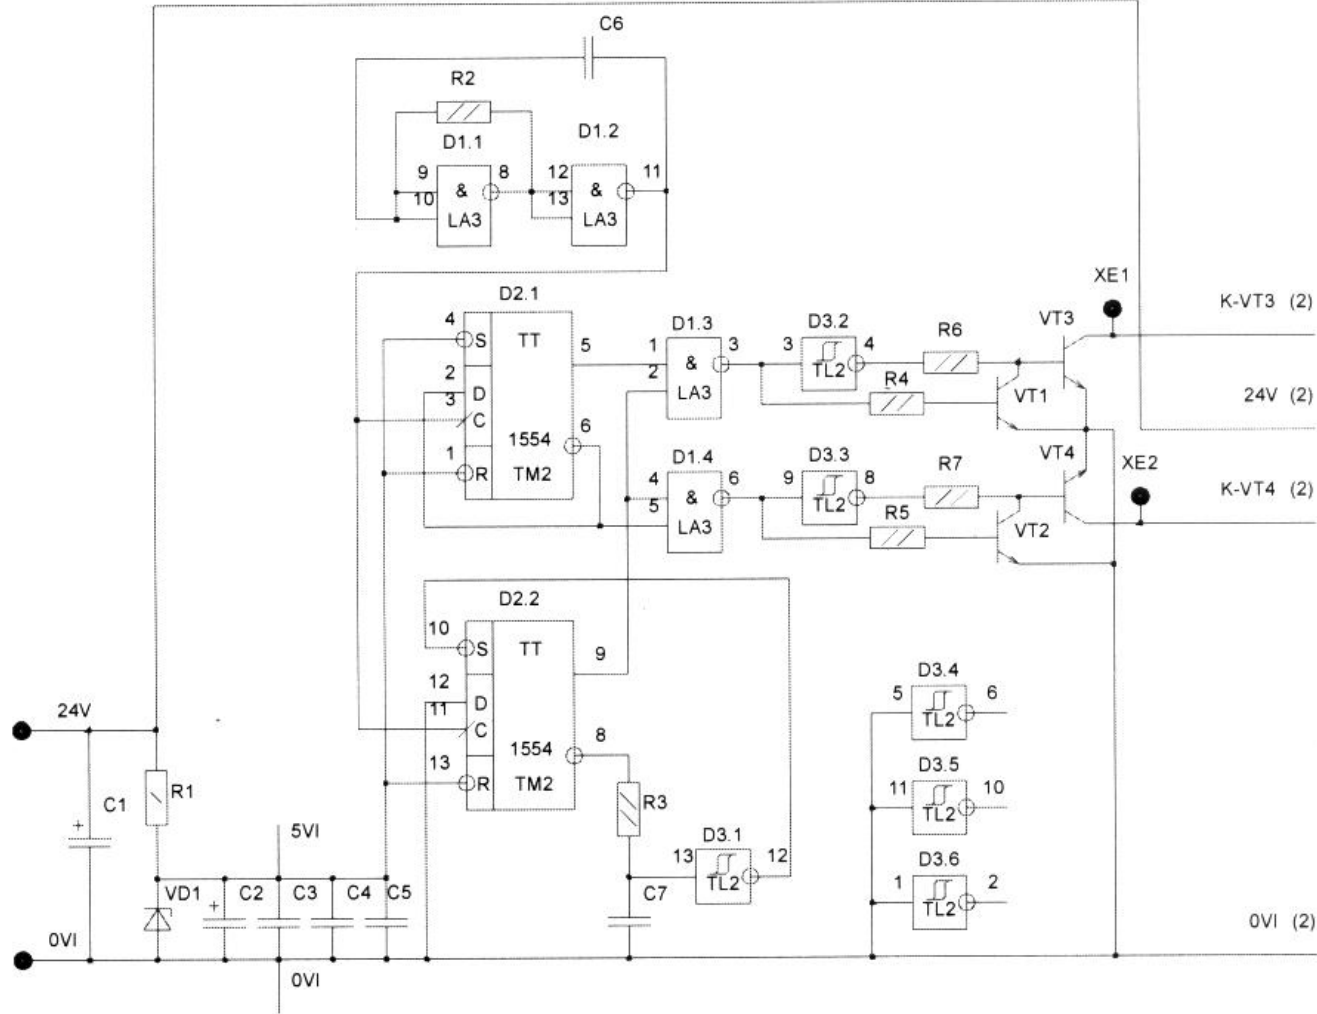 C6
R2
D1.1
D1.2
9
10
8
&
LA3
12
13
11
&
LA3
D2.1
4
S
TT
5
2
D
3
C
1
R
1554
TM2
6
D1.3
1
2
&
LA3
3
D3.2
3
TL2
4
R6
R4
VT1
VT3
XE1
K-VT3 (2)
24V (2)
D1.4
4
5
&
LA3
6
D3.3
9
TL2
8
R7
R5
VT2
VT4
XE2
K-VT4 (2)
D2.2
10
S
TT
9
12
D
11
C
13
R
1554
TM2
8
R3
D3.1
13
TL2
12
C7
D3.4
5
TL2
6
D3.5
11
TL2
10
D3.6
1
TL2
2
24V
C1
+
R1
5VI
VD1
+
C2
C3
C4
C5
0VI
0VI
0VI (2)